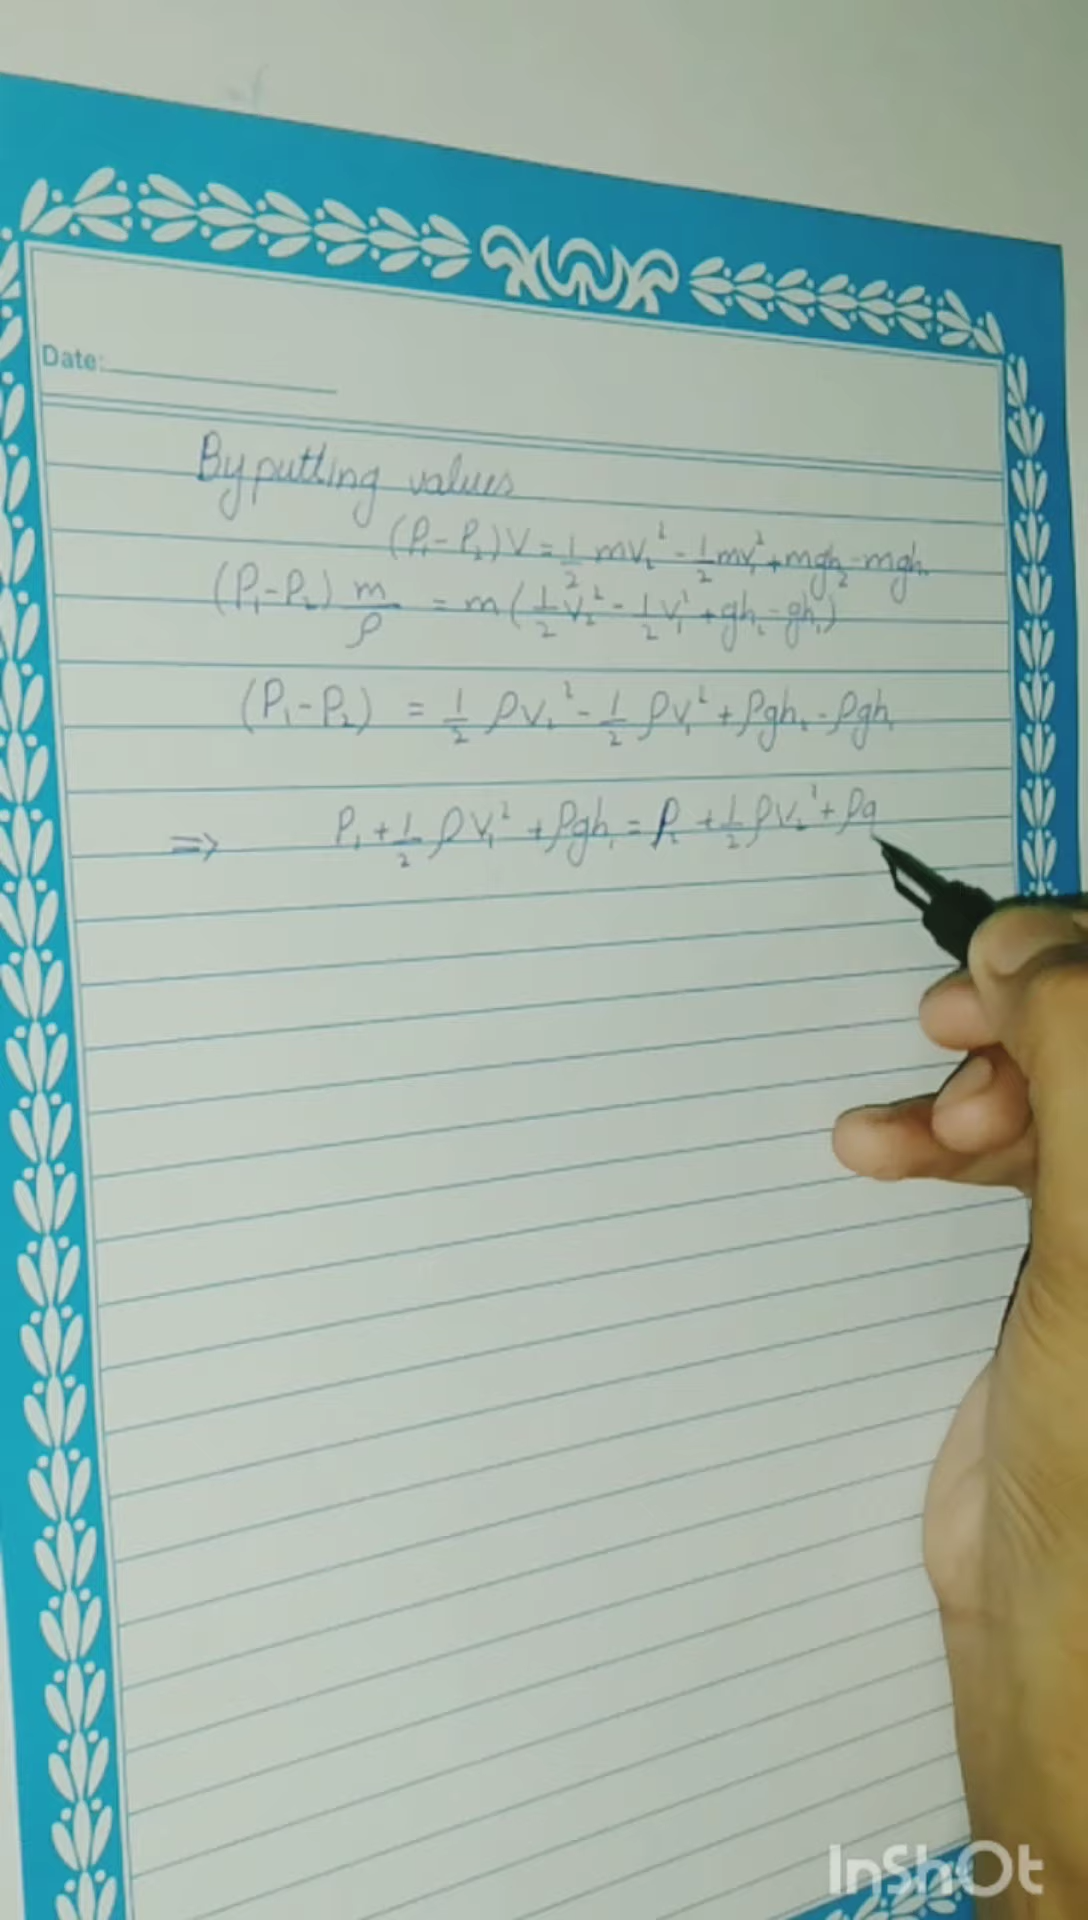 Date:
By putting values
(P₁-P₂)V = 1/2 mv₂² - 1/2 mv₁² + mgh₂ - mgh₁
(P₁-P₂) m/ρ = m(1/2 v₂² - 1/2 v₁² + gh₂ - gh₁)
(P₁-P₂) = 1/2 ρv₂² - 1/2 ρv₁² + ρgh₂ - ρgh₁
=> P₁ + 1/2 ρv₁² + ρgh₁ = P₂ + 1/2 ρv₂² + ρg
InShOt